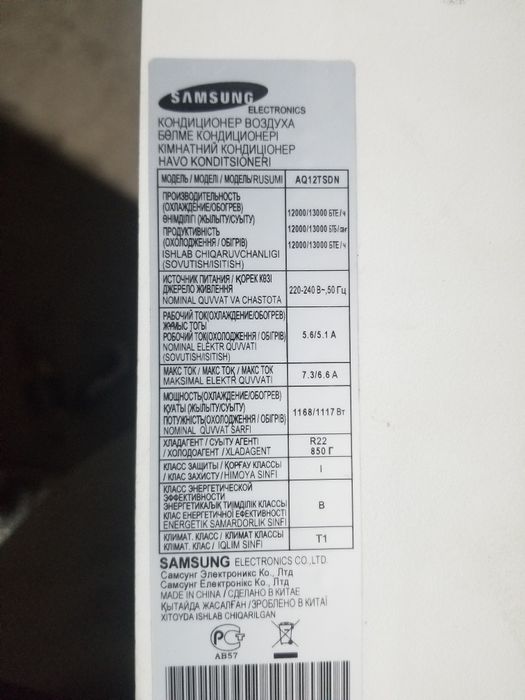 SAMSUNG
ELECTRONICS
КОНДИЦИОНЕР ВОЗДУХА
БӨЛМЕ КОНДИЦИОНЕРІ
КІМНАТНИЙ КОНДИЦІОНЕР
HAVO KONDITSIONERI
МОДЕЛЬ / МОДЕЛІ / МОДЕЛЬ/RUSUMI AQ12TSDN
ПРОИЗВОДИТЕЛЬНОСТЬ
(ОХЛАЖДЕНИЕ/ОБОГРЕВ) 12000/13000 БТЕ/ч
ӨНІМДІЛІГІ (ЖЫЛЫТУ/СУЫТУ)
ПРОДУКТИВНІСТЬ 12000/13000 БТБ/сағ
(ОХОЛОДЖЕННЯ / ОБІГРІВ) 12000/13000 БТЕ/ч
ISHLAB CHIQARUVCHANLIGI
(SOVUTISH/ISITISH)
ИСТОЧНИК ПИТАНИЯ / ҚОРЕК КӨЗІ
ДЖЕРЕЛО ЖИВЛЕННЯ 220-240 В~,50 Гц
NOMINAL QUVVAT VA CHASTOTA
РАБОЧИЙ ТОК(ОХЛАЖДЕНИЕ/ОБОГРЕВ)
ЖҰМЫС ТОГЫ
РОБОЧИЙ ТОК(ОХОЛОДЖЕННЯ / ОБІГРІВ) 5.6/5.1 A
NOMINAL ELEKTR QUVVATI
(SOVUTISH/ISITISH)
МАКС ТОК / МАКС ТОҚ / МАКС ТОК 7.3/6.6 A
MAKSIMAL ELEKTR QUVVATI
МОЩНОСТЬ(ОХЛАЖДЕНИЕ/ОБОГРЕВ)
ҚУАТЫ (ЖЫЛЫТУ/СУЫТУ) 1168/1117 Вт
ПОТУЖНІСТЬ(ОХОЛОДЖЕННЯ / ОБІГРІВ)
NOMINAL QUVVAT SARFI
ХЛАДАГЕНТ / СУЫТУ АГЕНТІ R22
/ ХОЛОДОАГЕНТ / XLADAGENT 850 Г
КЛАСС ЗАЩИТЫ / ҚОРҒАУ КЛАССЫ I
/ КЛАС ЗАХИСТУ / HIMOYA SINFI
КЛАСС ЭНЕРГЕТИЧЕСКОЙ
ЭФФЕКТИВНОСТИ
ЭНЕРГЕТИКАЛЫҚ ТИІМДІЛІК КЛАССЫ B
КЛАС ЕНЕРГЕТИЧНОЇ ЕФЕКТИВНОСТІ
ENERGETIK SAMARDORLIK SINFI
КЛИМАТ. КЛАСС / КЛИМАТ КЛАССЫ T1
КЛІМАТ. КЛАС / IQLIM SINFI
SAMSUNG ELECTRONICS CO.,LTD.
Самсунг Электроникс Ко., Лтд
Самсунг Електронікс Ко., Лтд
MADE IN CHINA / СДЕЛАНО В КИТАЕ
ҚЫТАЙДА ЖАСАЛҒАН /ЗРОБЛЕНО В КИТАЇ
XITOYDA ISHLAB CHIQARILGAN
РС
АВ57